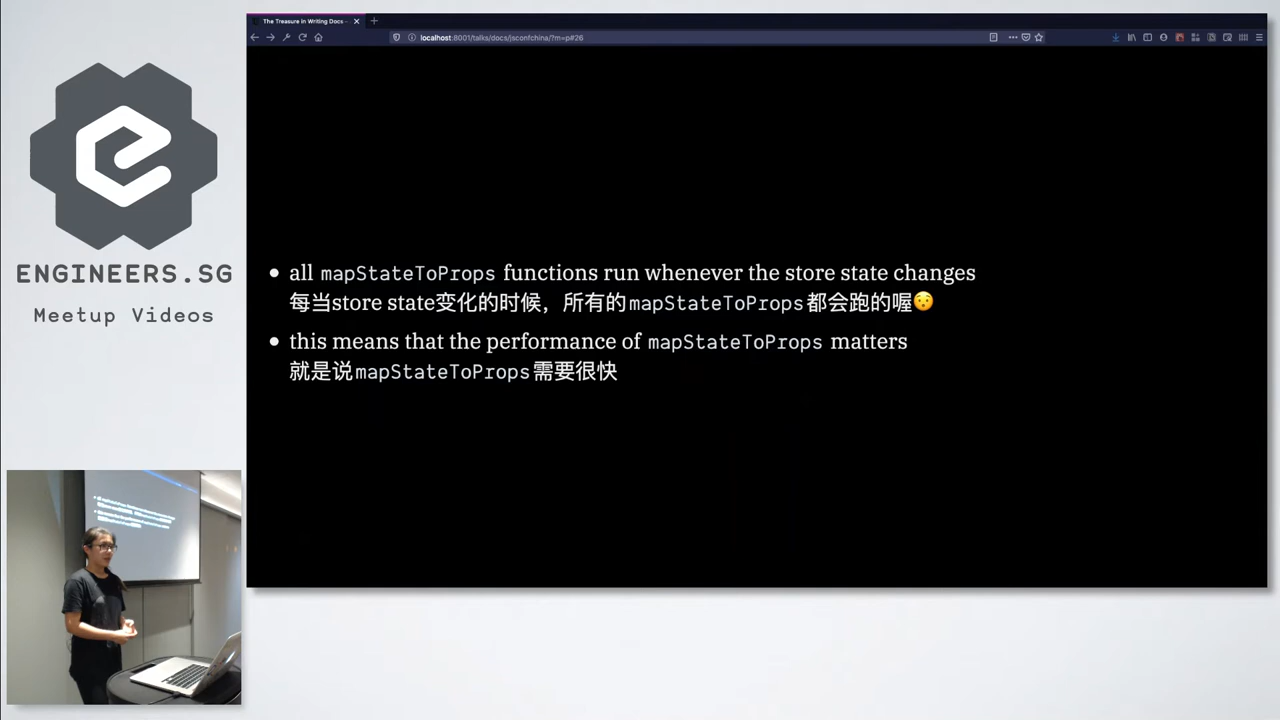 ENGINEERS.SG
Meetup Videos
The Treasure in Writing Docs -
localhost:8001/talks/docs/jsconfchina/?m=p#26
all mapStateToProps functions run whenever the store state changes
每当store state变化的时候，所有的mapStateToProps都会跑的喔😯
this means that the performance of mapStateToProps matters
就是说mapStateToProps需要很快